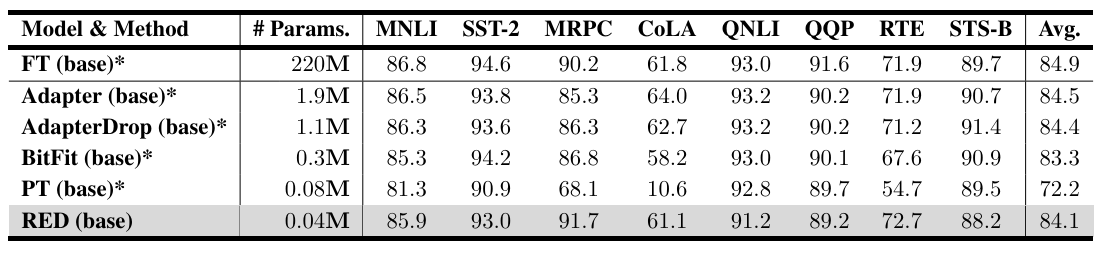 Model & Method # Params. MNLI SST-2 MRPC CoLA QNLI QQP RTE STS-B Avg.
FT (base)* 220M 86.8 94.6 90.2 61.8 93.0 91.6 71.9 89.7 84.9
Adapter (base)* 1.9M 86.5 93.8 85.3 64.0 93.2 90.2 71.9 90.7 84.5
AdapterDrop (base)* 1.1M 86.3 93.6 86.3 62.7 93.2 90.2 71.2 91.4 84.4
BitFit (base)* 0.3M 85.3 94.2 86.8 58.2 93.0 90.1 67.6 90.9 83.3
PT (base)* 0.08M 81.3 90.9 68.1 10.6 92.8 89.7 54.7 89.5 72.2
RED (base) 0.04M 85.9 93.0 91.7 61.1 91.2 89.2 72.7 88.2 84.1